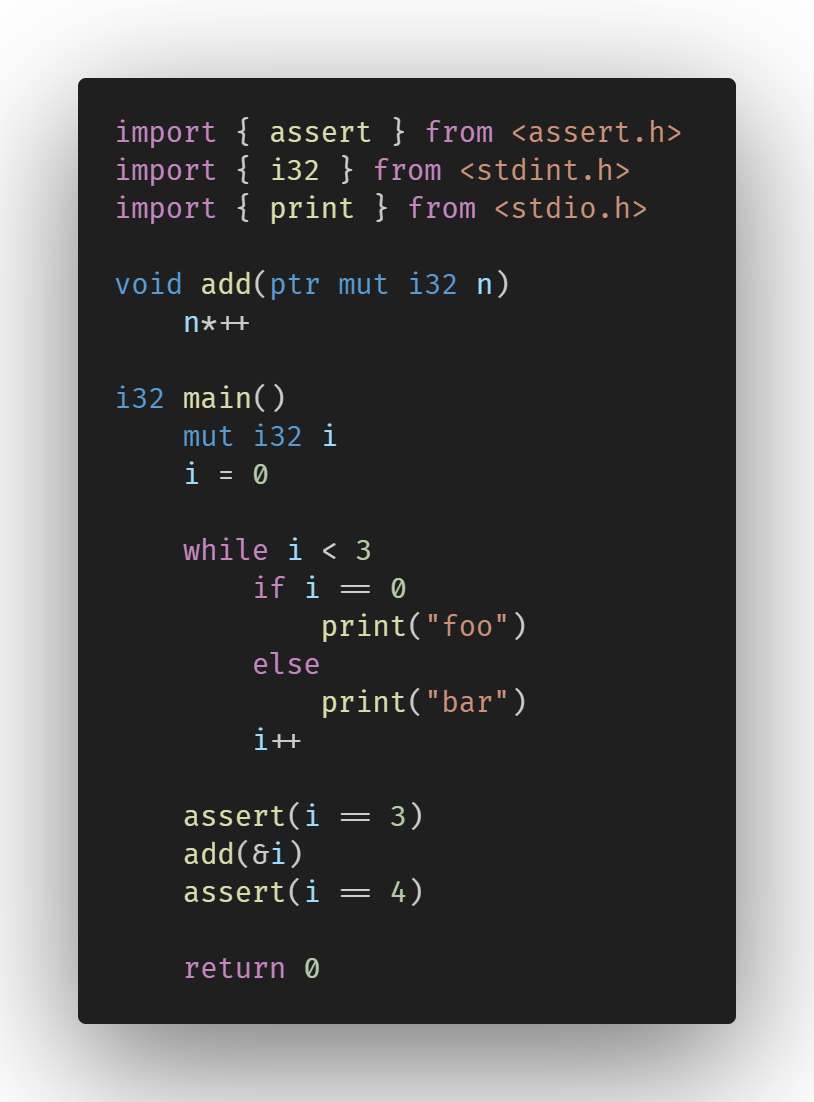 import { assert } from <assert.h>
import { i32 } from <stdint.h>
import { print } from <stdio.h>

void add(ptr mut i32 n)
    n*++

i32 main()
    mut i32 i
    i = 0

    while i < 3
        if i == 0
            print("foo")
        else
            print("bar")
        i++

    assert(i == 3)
    add(&i)
    assert(i == 4)

    return 0